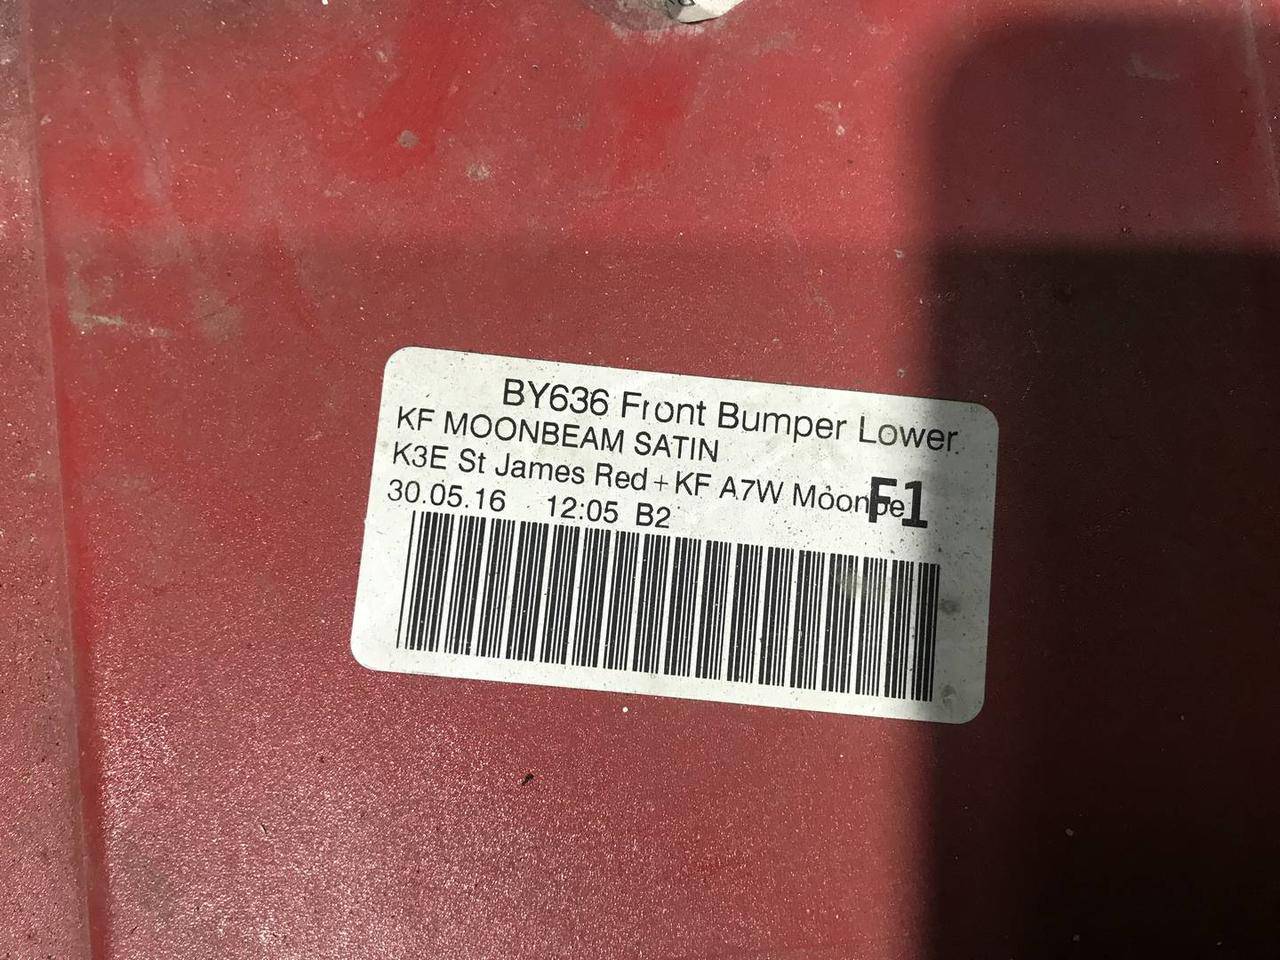 BY636 Front Bumper Lower.
KF MOONBEAM SATIN
K3E St James Red + KF A7W Moonbe
F1
30.05.16 12:05 B2